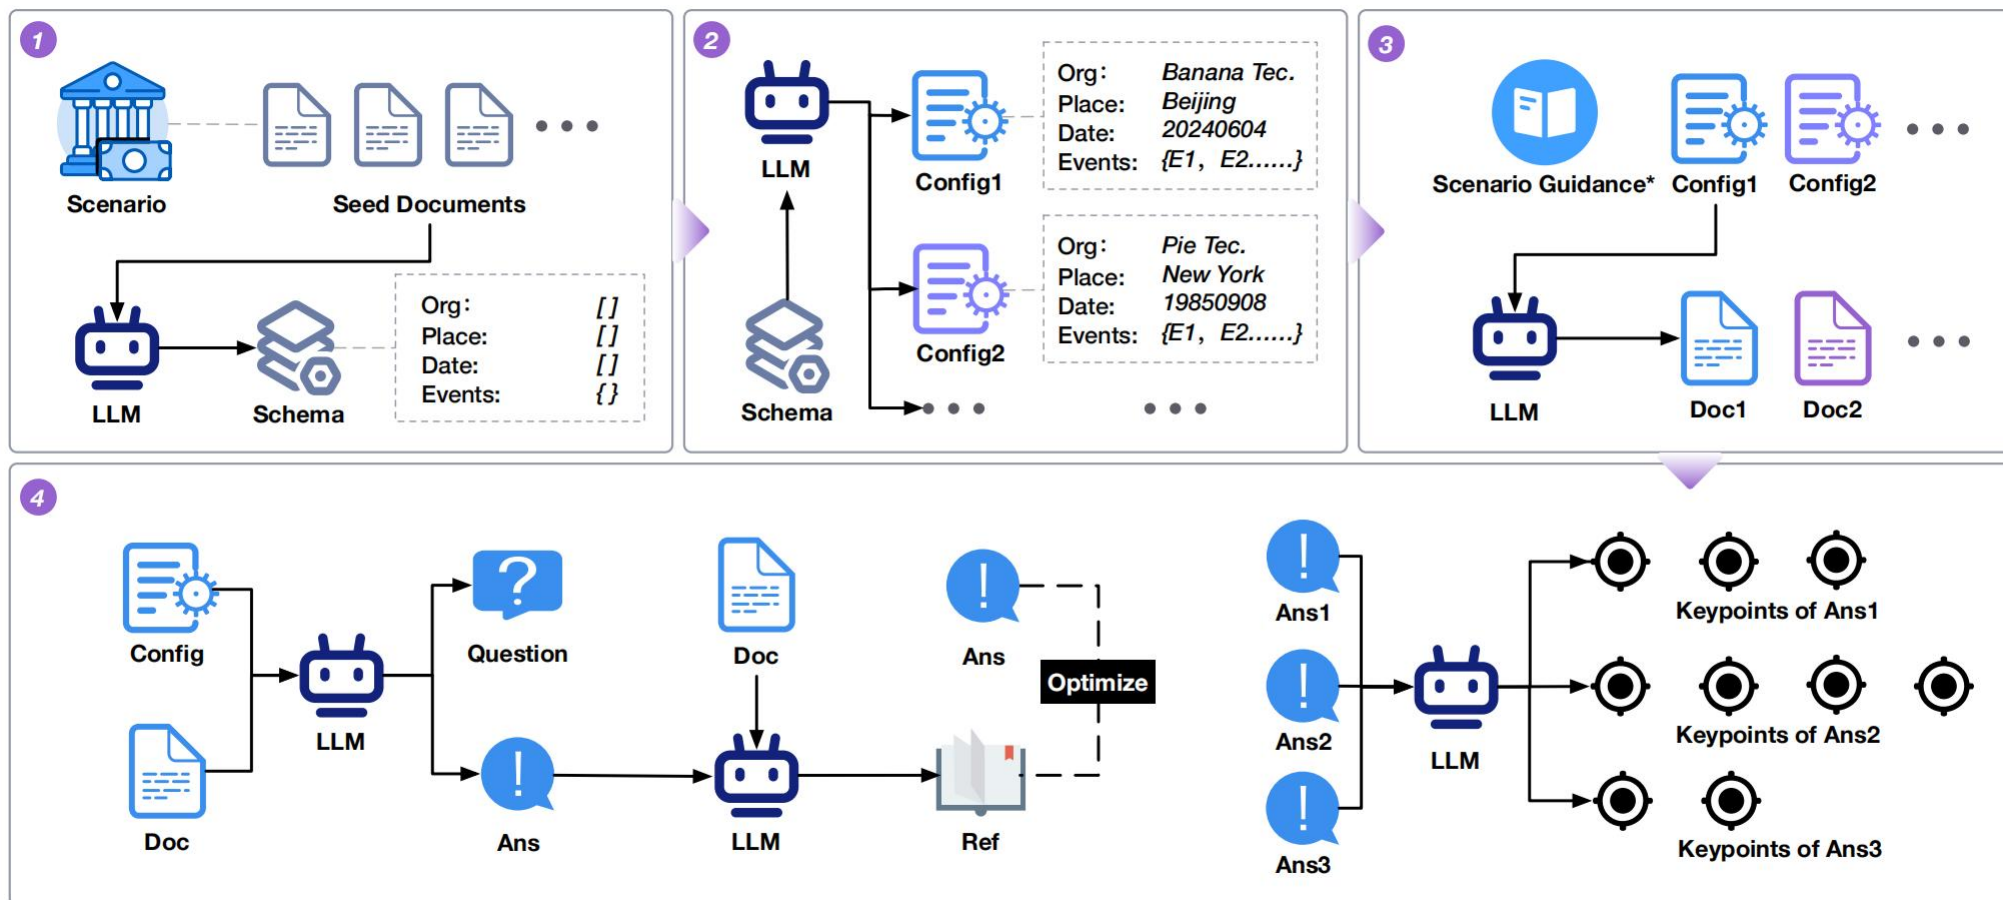 1
Scenario
Seed Documents
LLM
Schema
Org: [ ]
Place: [ ]
Date: [ ]
Events: { }
2
LLM
Schema
Config1
Org: Banana Tec.
Place: Beijing
Date: 20240604
Events: {E1, E2......}
Config2
Org: Pie Tec.
Place: New York
Date: 19850908
Events: {E1, E2......}
3
Scenario Guidance*
Config1
Config2
LLM
Doc1
Doc2
4
Config
Doc
LLM
Question
Ans
Doc
LLM
Ans
Optimize
Ref
Ans1
Ans2
Ans3
LLM
Keypoints of Ans1
Keypoints of Ans2
Keypoints of Ans3